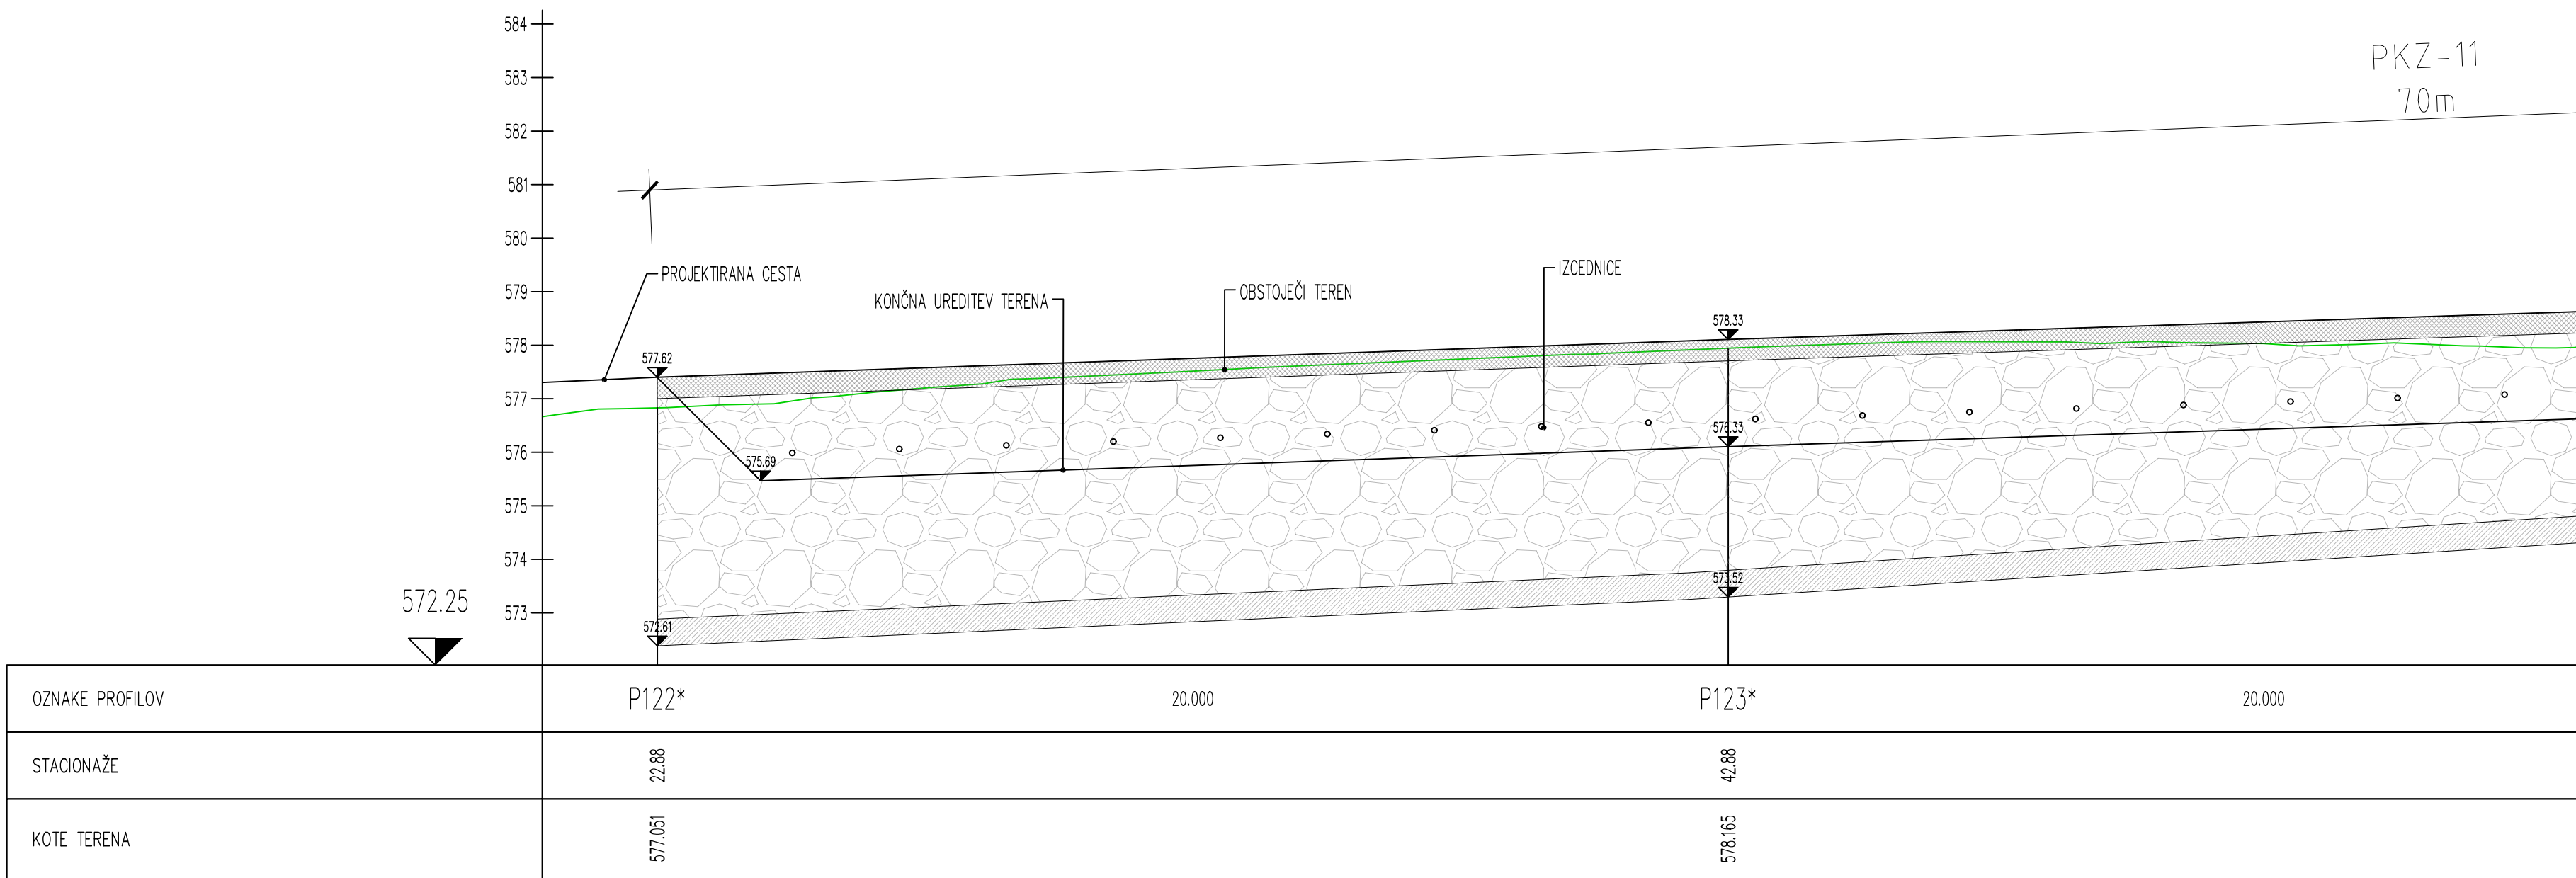 584
583
582
581
580
579
578
577
576
575
574
573
PKZ-11
70m
PROJEKTIRANA CESTA
KONČNA UREDITEV TERENA
OBSTOJEČI TEREN
IZCEDNICE
577.62
578.33
575.69
576.33
572.61
573.52
572.25
OZNAKE PROFILOV P122* 20.000 P123* 20.000
STACIONAŽE 22.88 42.88
KOTE TERENA 577.051 578.165